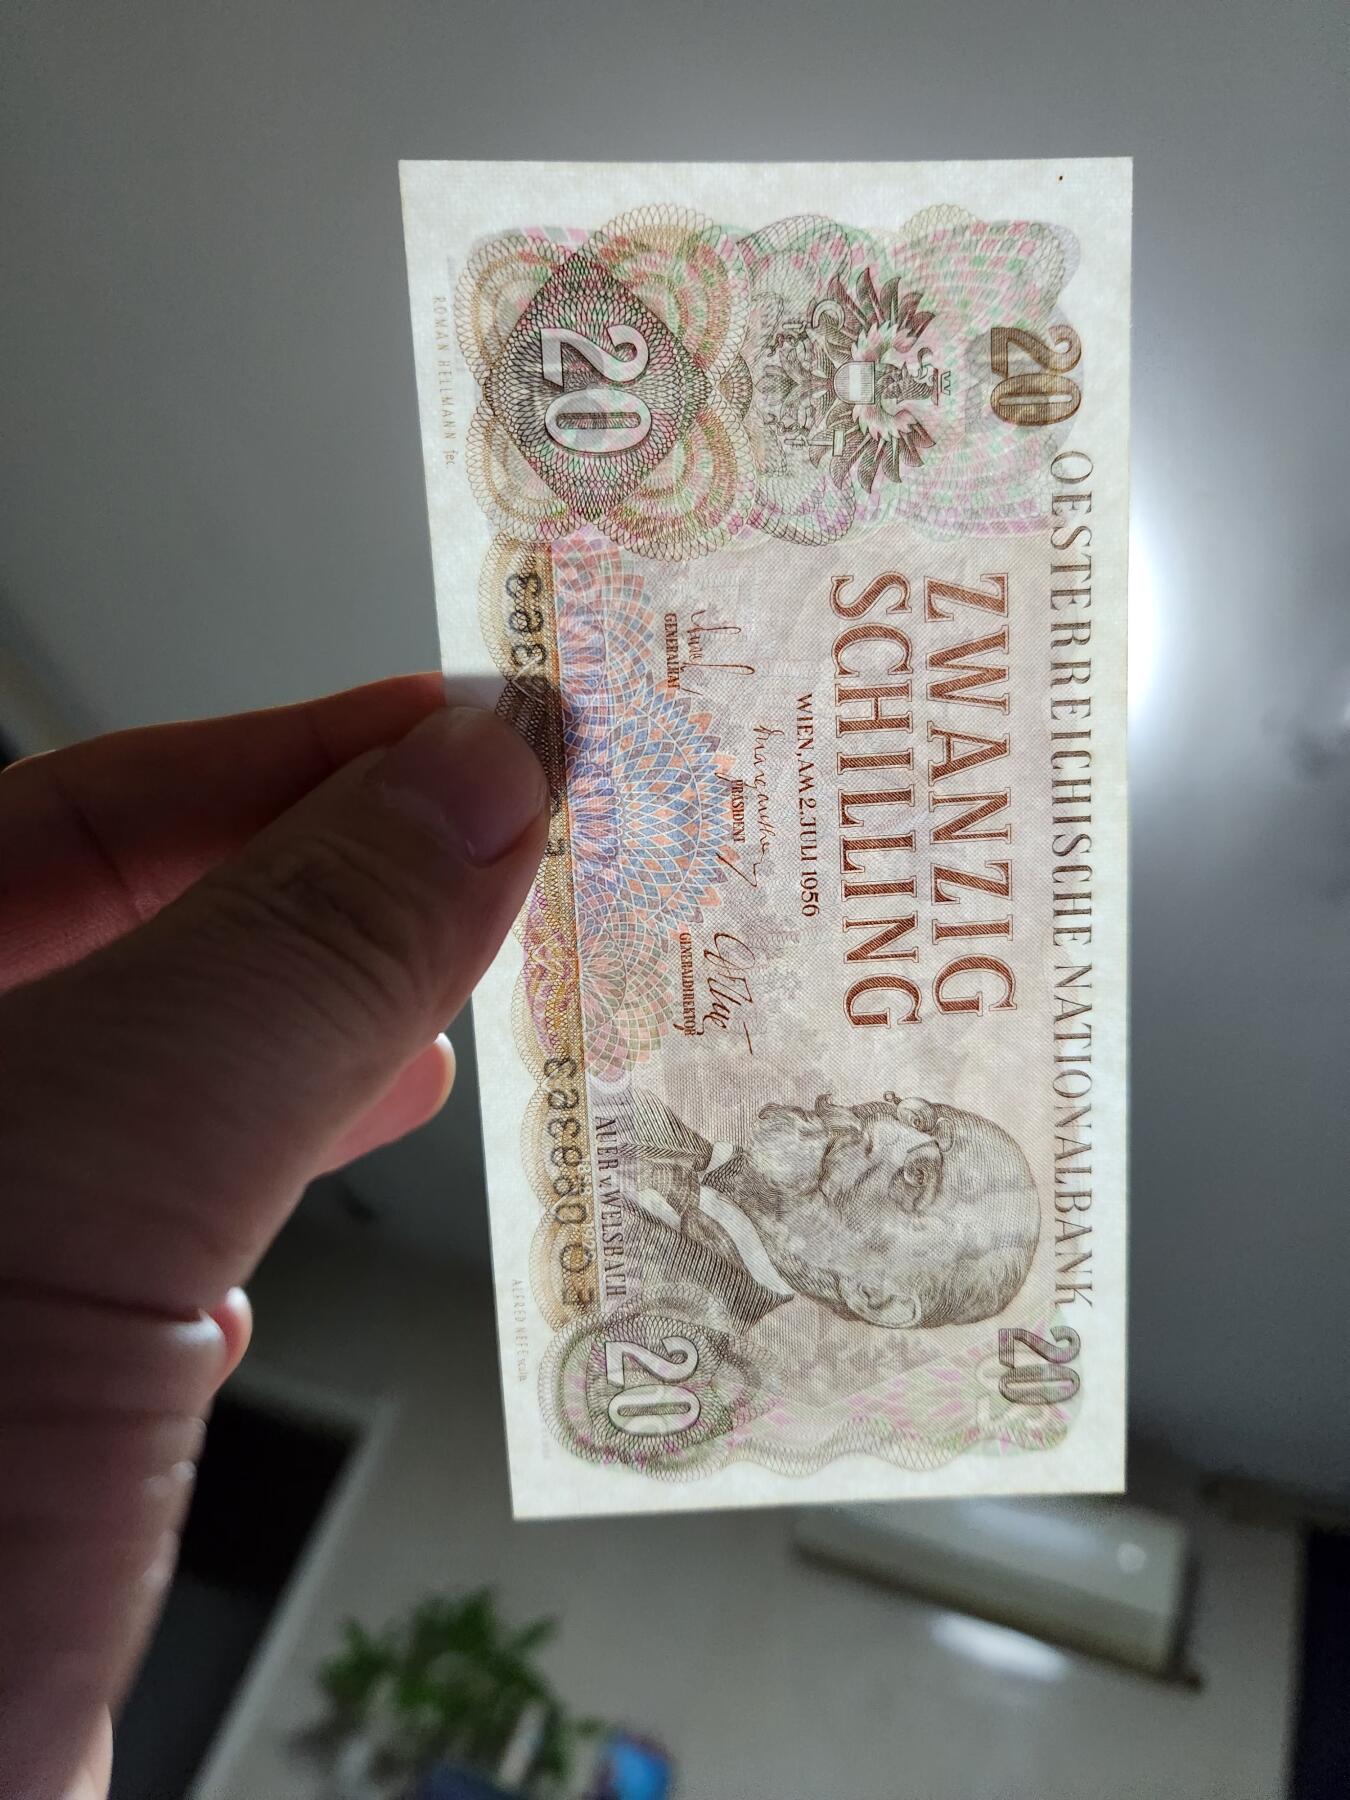 20 OESTERREICHISCHE NATIONALBANK 20
ZWANZIG
SCHILLING
WIEN, AM 2. JULI 1956
GENERALRAT
PRÄSIDENT
GENERALDIREKTOR
20
AUER v. WELSBACH
20
ROMAN HELLMANN fec.
ALFRED NEFE sculp.